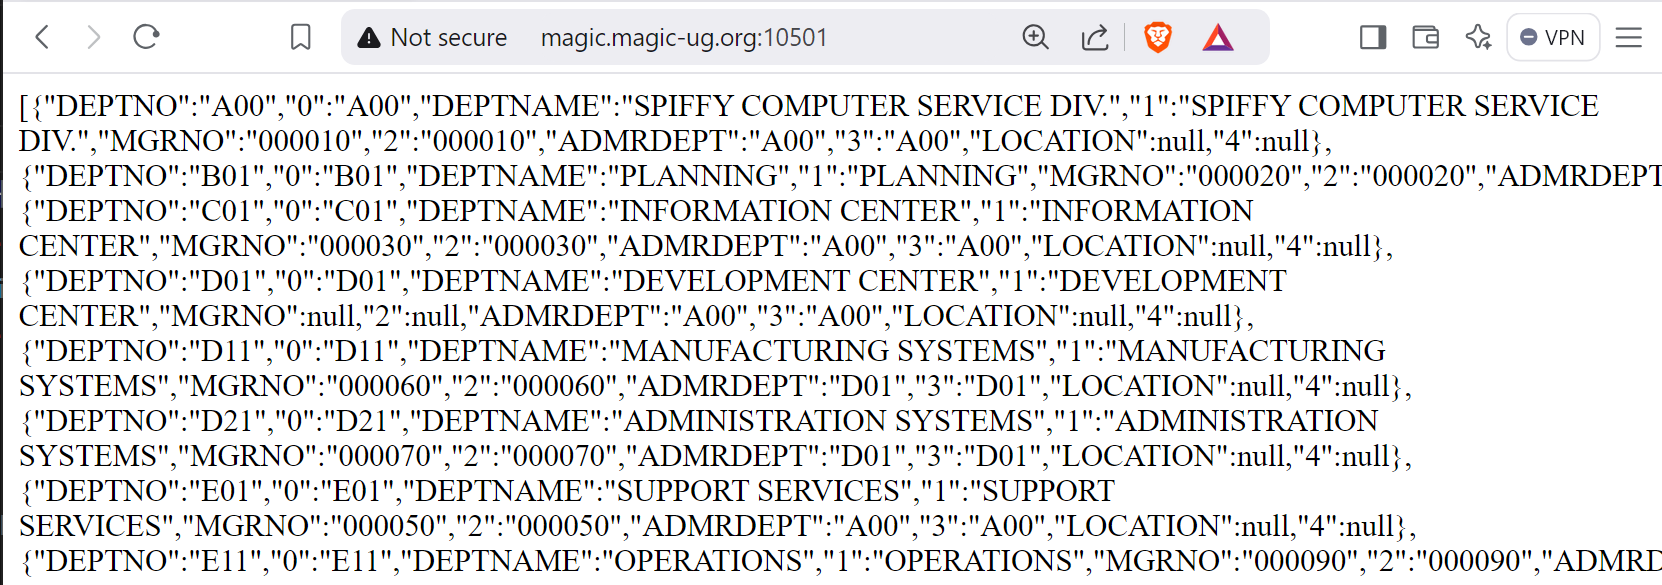 Not secure magic.magic-ug.org:10501 VPN
[{"DEPTNO":"A00","0":"A00","DEPTNAME":"SPIFFY COMPUTER SERVICE DIV.","1":"SPIFFY COMPUTER SERVICE
DIV.","MGRNO":"000010","2":"000010","ADMRDEPT":"A00","3":"A00","LOCATION":null,"4":null},
{"DEPTNO":"B01","0":"B01","DEPTNAME":"PLANNING","1":"PLANNING","MGRNO":"000020","2":"000020","ADMRDEPT
{"DEPTNO":"C01","0":"C01","DEPTNAME":"INFORMATION CENTER","1":"INFORMATION
CENTER","MGRNO":"000030","2":"000030","ADMRDEPT":"A00","3":"A00","LOCATION":null,"4":null},
{"DEPTNO":"D01","0":"D01","DEPTNAME":"DEVELOPMENT CENTER","1":"DEVELOPMENT
CENTER","MGRNO":null,"2":null,"ADMRDEPT":"A00","3":"A00","LOCATION":null,"4":null},
{"DEPTNO":"D11","0":"D11","DEPTNAME":"MANUFACTURING SYSTEMS","1":"MANUFACTURING
SYSTEMS","MGRNO":"000060","2":"000060","ADMRDEPT":"D01","3":"D01","LOCATION":null,"4":null},
{"DEPTNO":"D21","0":"D21","DEPTNAME":"ADMINISTRATION SYSTEMS","1":"ADMINISTRATION
SYSTEMS","MGRNO":"000070","2":"000070","ADMRDEPT":"D01","3":"D01","LOCATION":null,"4":null},
{"DEPTNO":"E01","0":"E01","DEPTNAME":"SUPPORT SERVICES","1":"SUPPORT
SERVICES","MGRNO":"000050","2":"000050","ADMRDEPT":"A00","3":"A00","LOCATION":null,"4":null},
{"DEPTNO":"E11","0":"E11","DEPTNAME":"OPERATIONS","1":"OPERATIONS","MGRNO":"000090","2":"000090","ADMRD